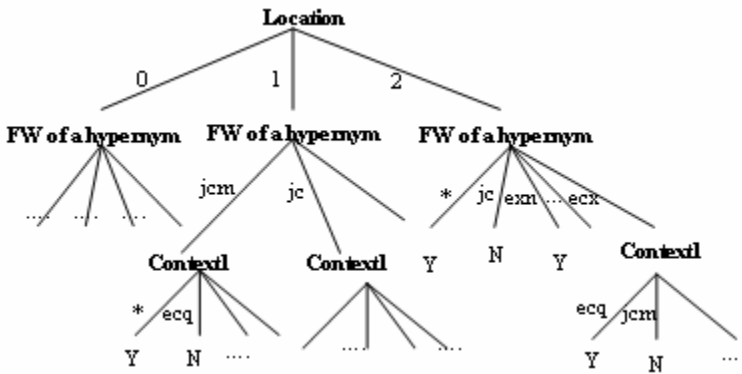 Location
0 1 2
FW of a hypernym FW of a hypernym FW of a hypernym
jcm jc * jc exn ... ecx
.... .... ....
Y N Y
Context1 Context1 Context1
* ecq ecq jcm
Y N .... .... .... Y N ...